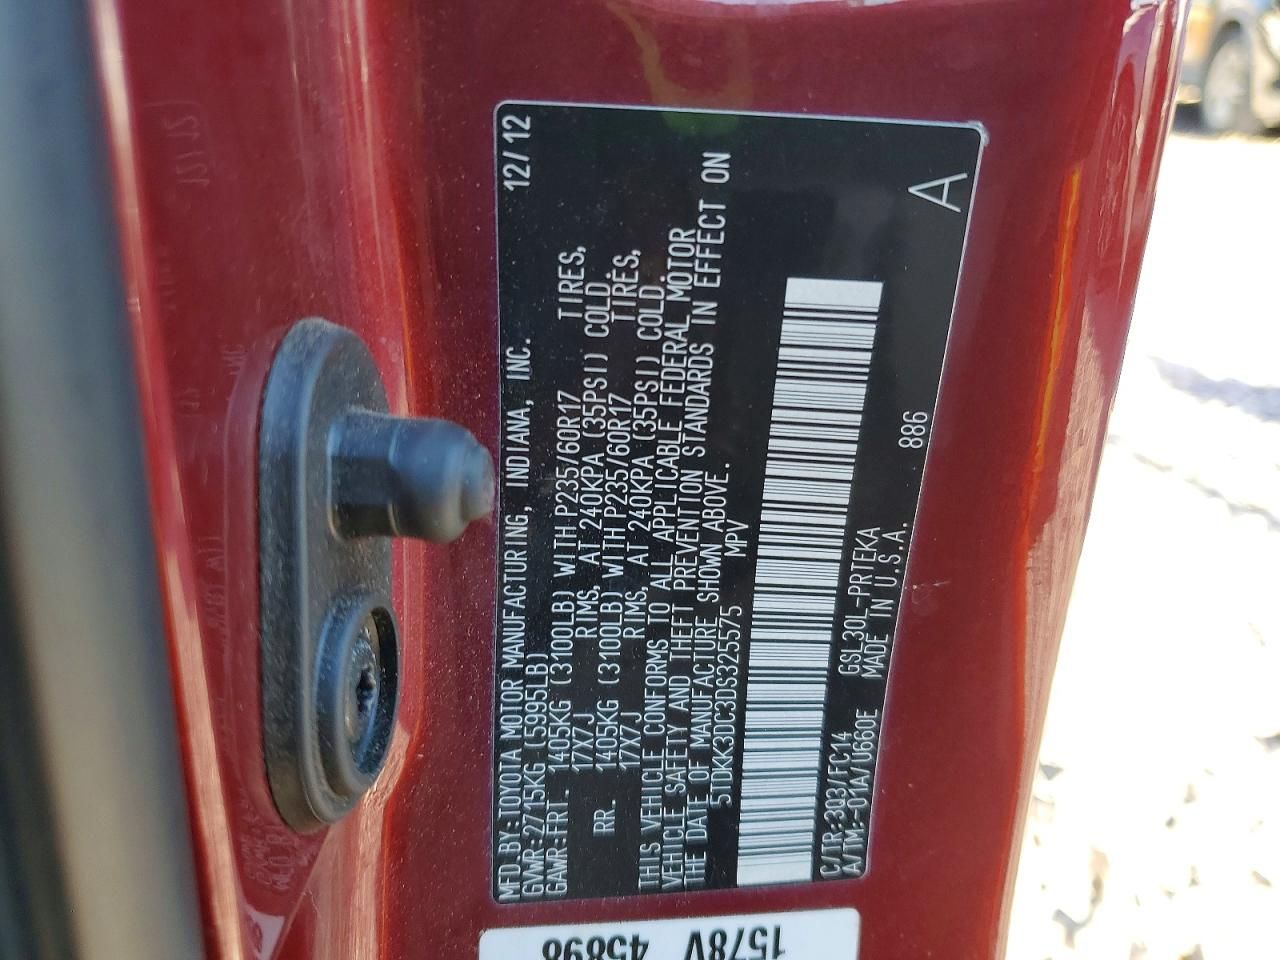 MFD.BY:TOYOTA MOTOR MANUFACTURING, INDIANA, INC. 12/12
GVWR:2715KG (5995LB)
GAWR:FRT. 1405KG (3100LB) WITH P235/60R17 TIRES,
17X7J RIMS, AT 240KPA (35PSI) COLD.
RR. 1405KG (3100LB) WITH P235/60R17 TIRES,
17X7J RIMS, AT 240KPA (35PSI) COLD.
THIS VEHICLE CONFORMS TO ALL APPLICABLE FEDERAL MOTOR
VEHICLE SAFETY AND THEFT PREVENTION STANDARDS IN EFFECT ON
THE DATE OF MANUFACTURE SHOWN ABOVE.
5TDKK3DC3DS325575 MPV
C/TR:3Q3/FC14 GSL30L-PRTEKA 886 A
A/TM:-01A/U660E MADE IN U.S.A.
1578V
45898